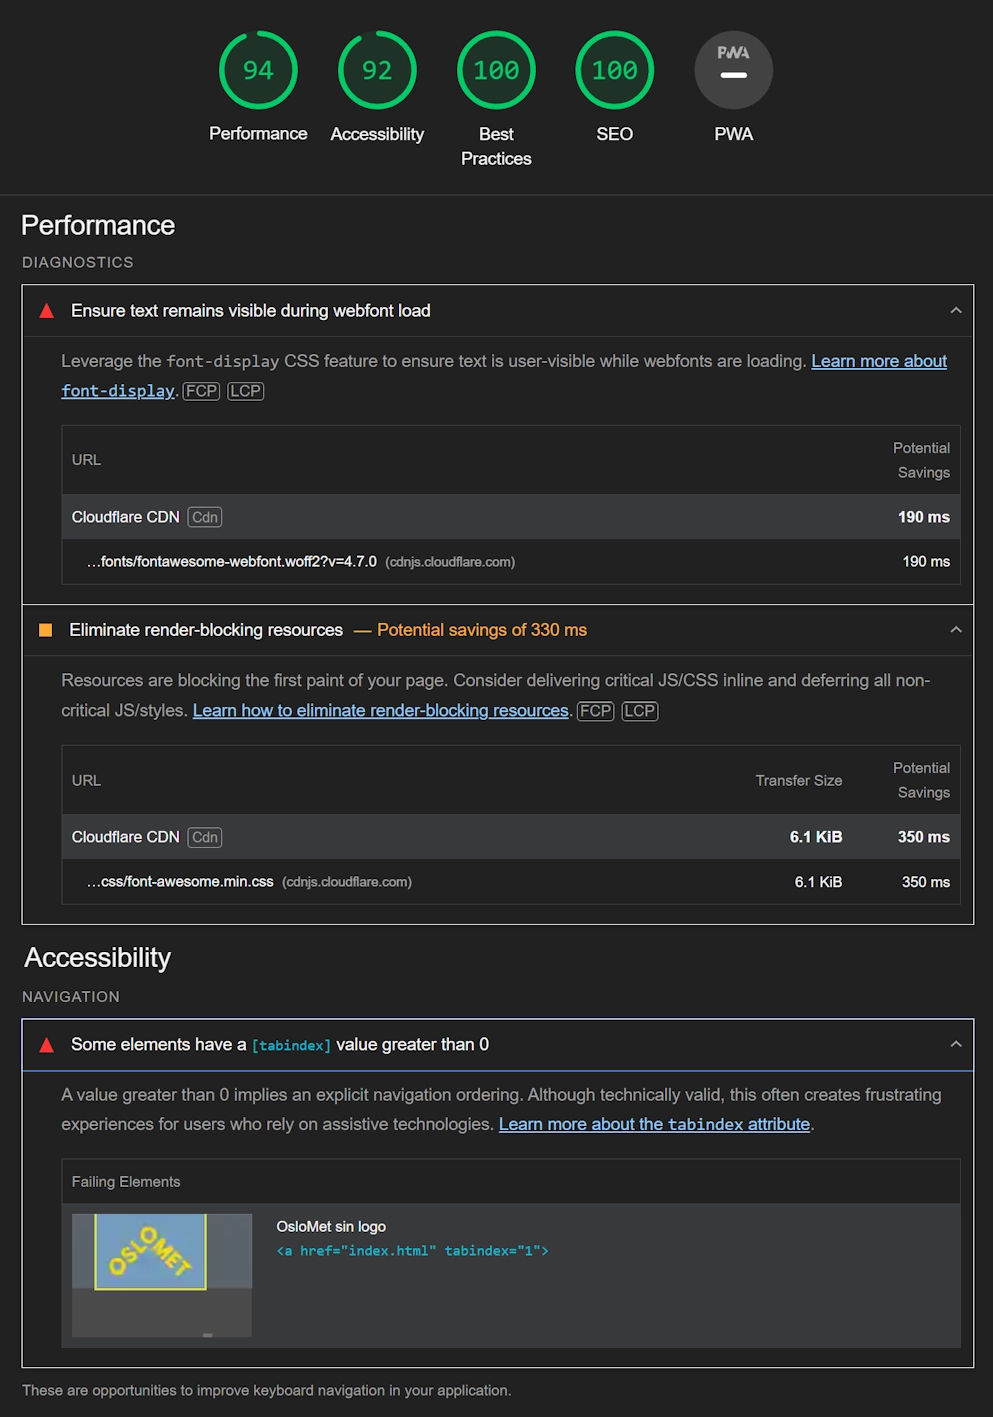 94 92 100 100 PWA
Performance Accessibility Best Practices SEO PWA
Performance
DIAGNOSTICS
Ensure text remains visible during webfont load
Leverage the font-display CSS feature to ensure text is user-visible while webfonts are loading. Learn more about
font-display. FCP LCP
URL Potential Savings
Cloudflare CDN Cdn 190 ms
…fonts/fontawesome-webfont.woff2?v=4.7.0 (cdnjs.cloudflare.com) 190 ms
Eliminate render-blocking resources — Potential savings of 330 ms
Resources are blocking the first paint of your page. Consider delivering critical JS/CSS inline and deferring all non-
critical JS/styles. Learn how to eliminate render-blocking resources. FCP LCP
URL Transfer Size Potential Savings
Cloudflare CDN Cdn 6.1 KiB 350 ms
…css/font-awesome.min.css (cdnjs.cloudflare.com) 6.1 KiB 350 ms
Accessibility
NAVIGATION
Some elements have a [tabindex] value greater than 0
A value greater than 0 implies an explicit navigation ordering. Although technically valid, this often creates frustrating
experiences for users who rely on assistive technologies. Learn more about the tabindex attribute.
Failing Elements
OSLOMET
OsloMet sin logo
<a href="index.html" tabindex="1">
These are opportunities to improve keyboard navigation in your application.